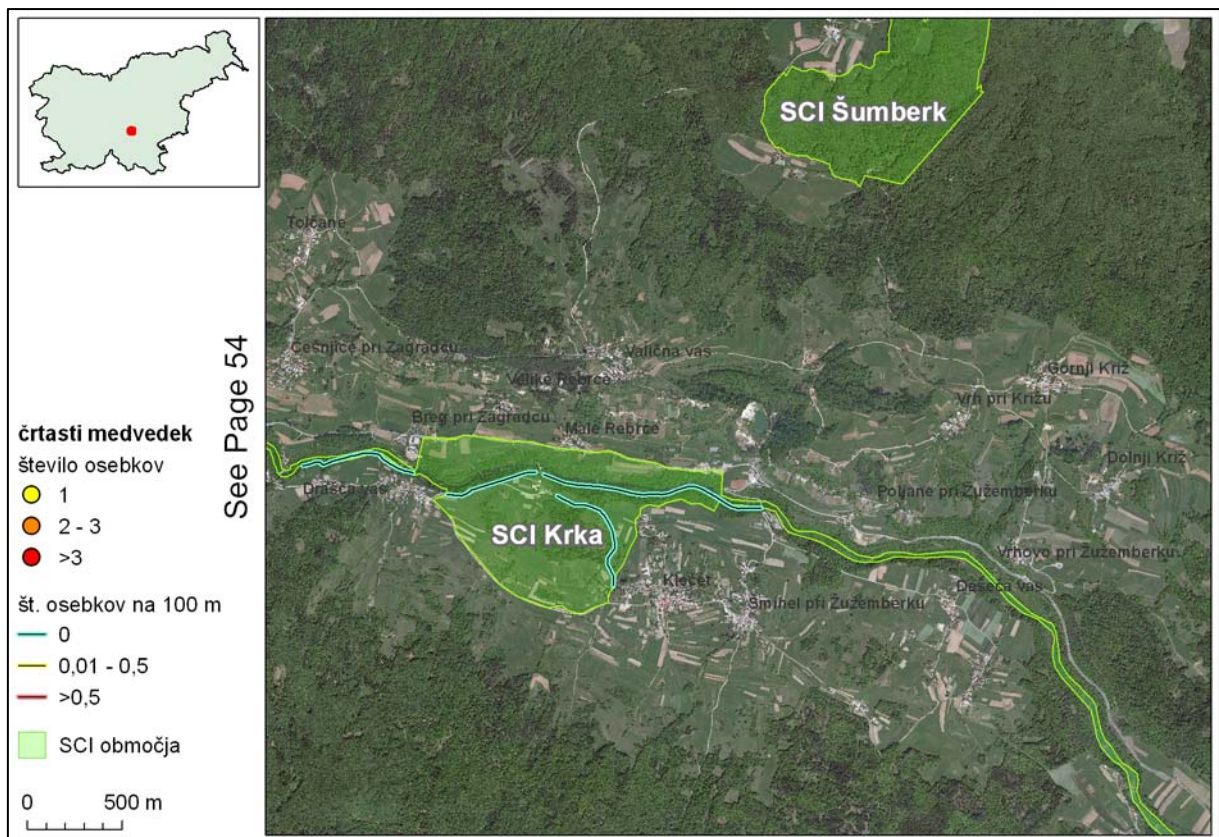 SCI Šumberk
Tolčane
See Page 54
Češnjice pri Zagradcu
Valična vas
Velike Rebrce
Gornji Križ
Vrh pri Križu
Breg pri Zagradcu
Male Rebrce
Dolnji Križ
Drašča vas
Poljane pri Žužemberku
SCI Krka
Vrhovo pri Žužemberku
Klečet
Dešeča vas
Šmihel pri Žužemberku
črtasti medvedek
število osebkov
1
2 - 3
>3
št. osebkov na 100 m
0
0,01 - 0,5
>0,5
SCI območja
0 500 m